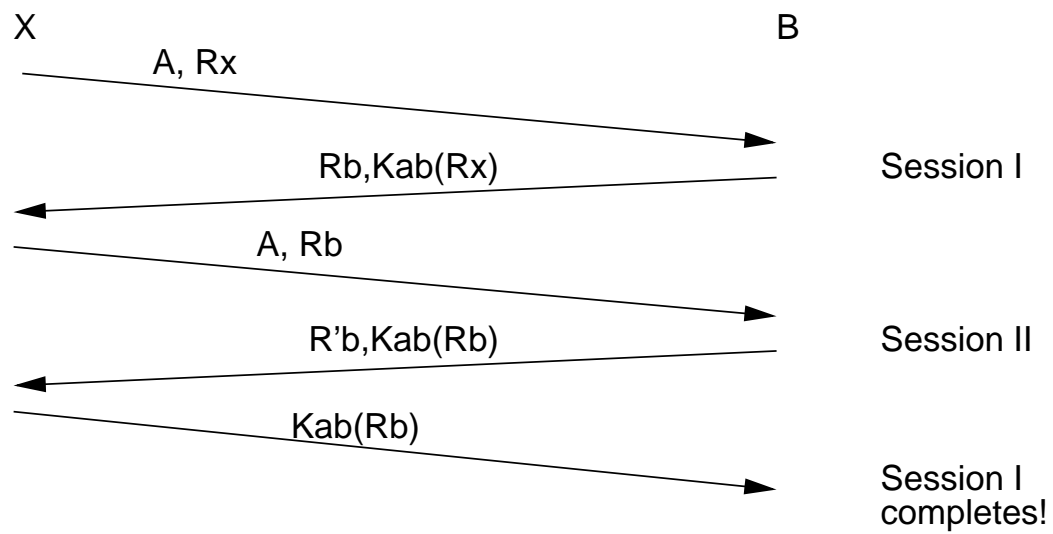 X
B
A, Rx
Rb,Kab(Rx)
Session I
A, Rb
R'b,Kab(Rb)
Session II
Kab(Rb)
Session I
completes!